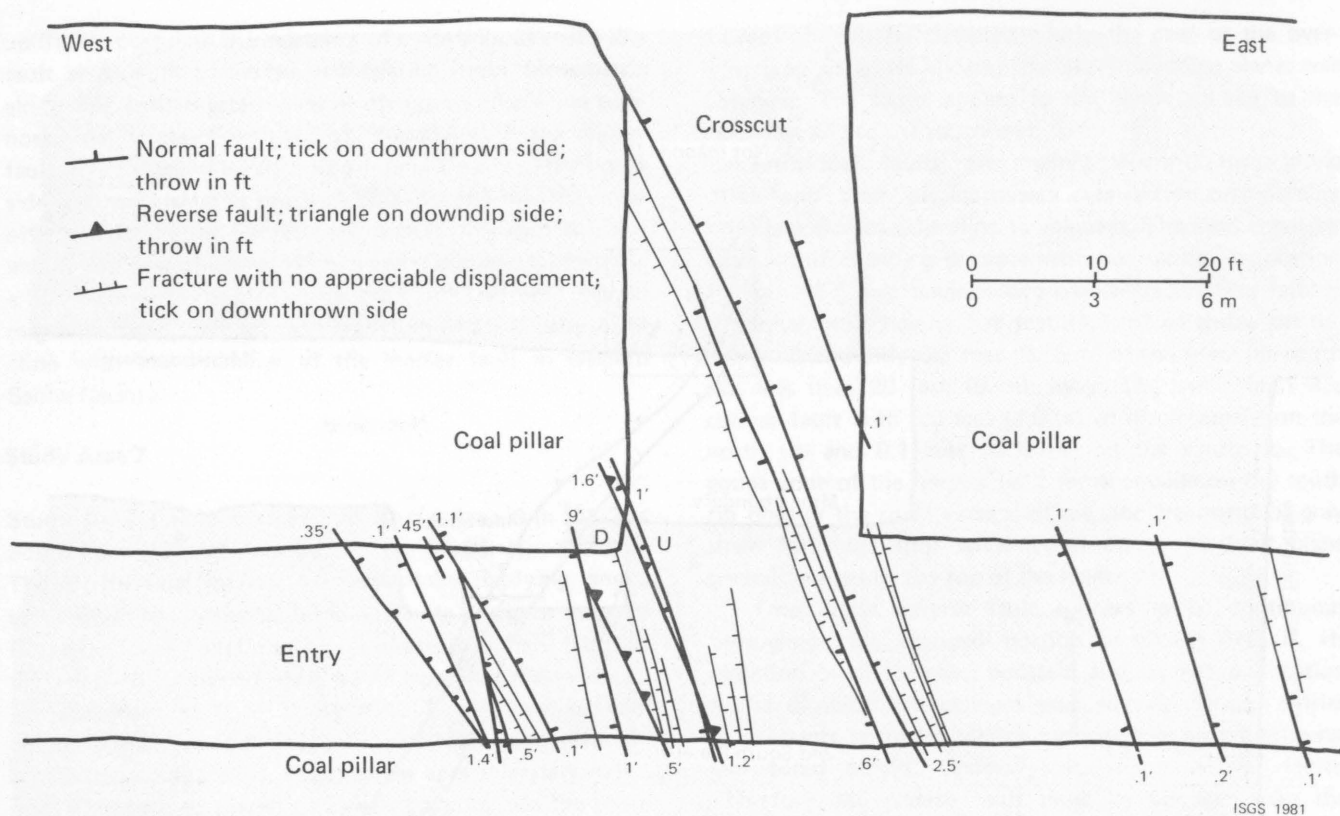 West
East
Normal fault; tick on downthrown side;
throw in ft
Reverse fault; triangle on downdip side;
throw in ft
Fracture with no appreciable displacement;
tick on downthrown side
Crosscut
0 10 20 ft
0 3 6 m
Coal pillar
Coal pillar
.1'
1.6'
1'
.9'
D
U
.35'
.1'
.45'
1.1'
.1'
.1'
Entry
Coal pillar
1.4'
.5'
.1'
1'
.5'
1.2'
.6'
2.5'
.1'
.2'
.1'
ISGS 1981